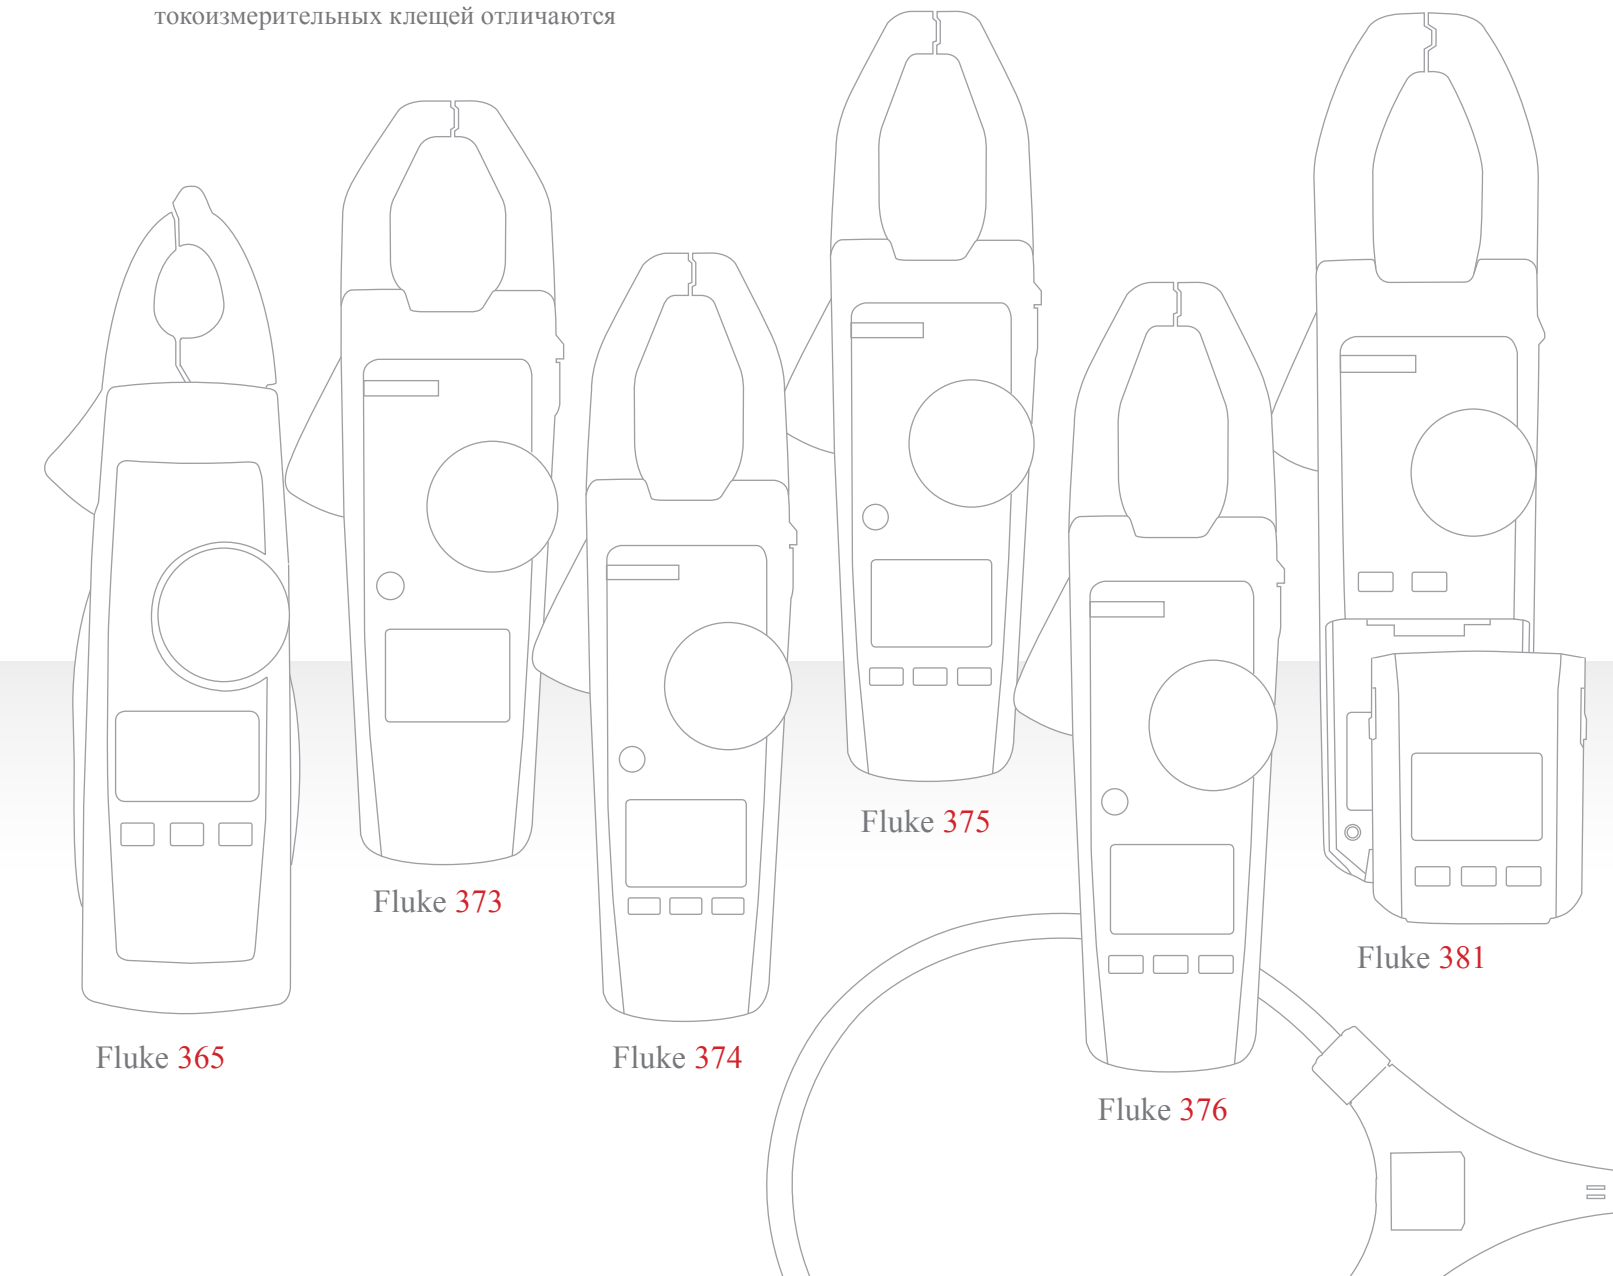 токоизмерительных клещей отличаются
Fluke 375
Fluke 373
Fluke 381
Fluke 365
Fluke 374
Fluke 376